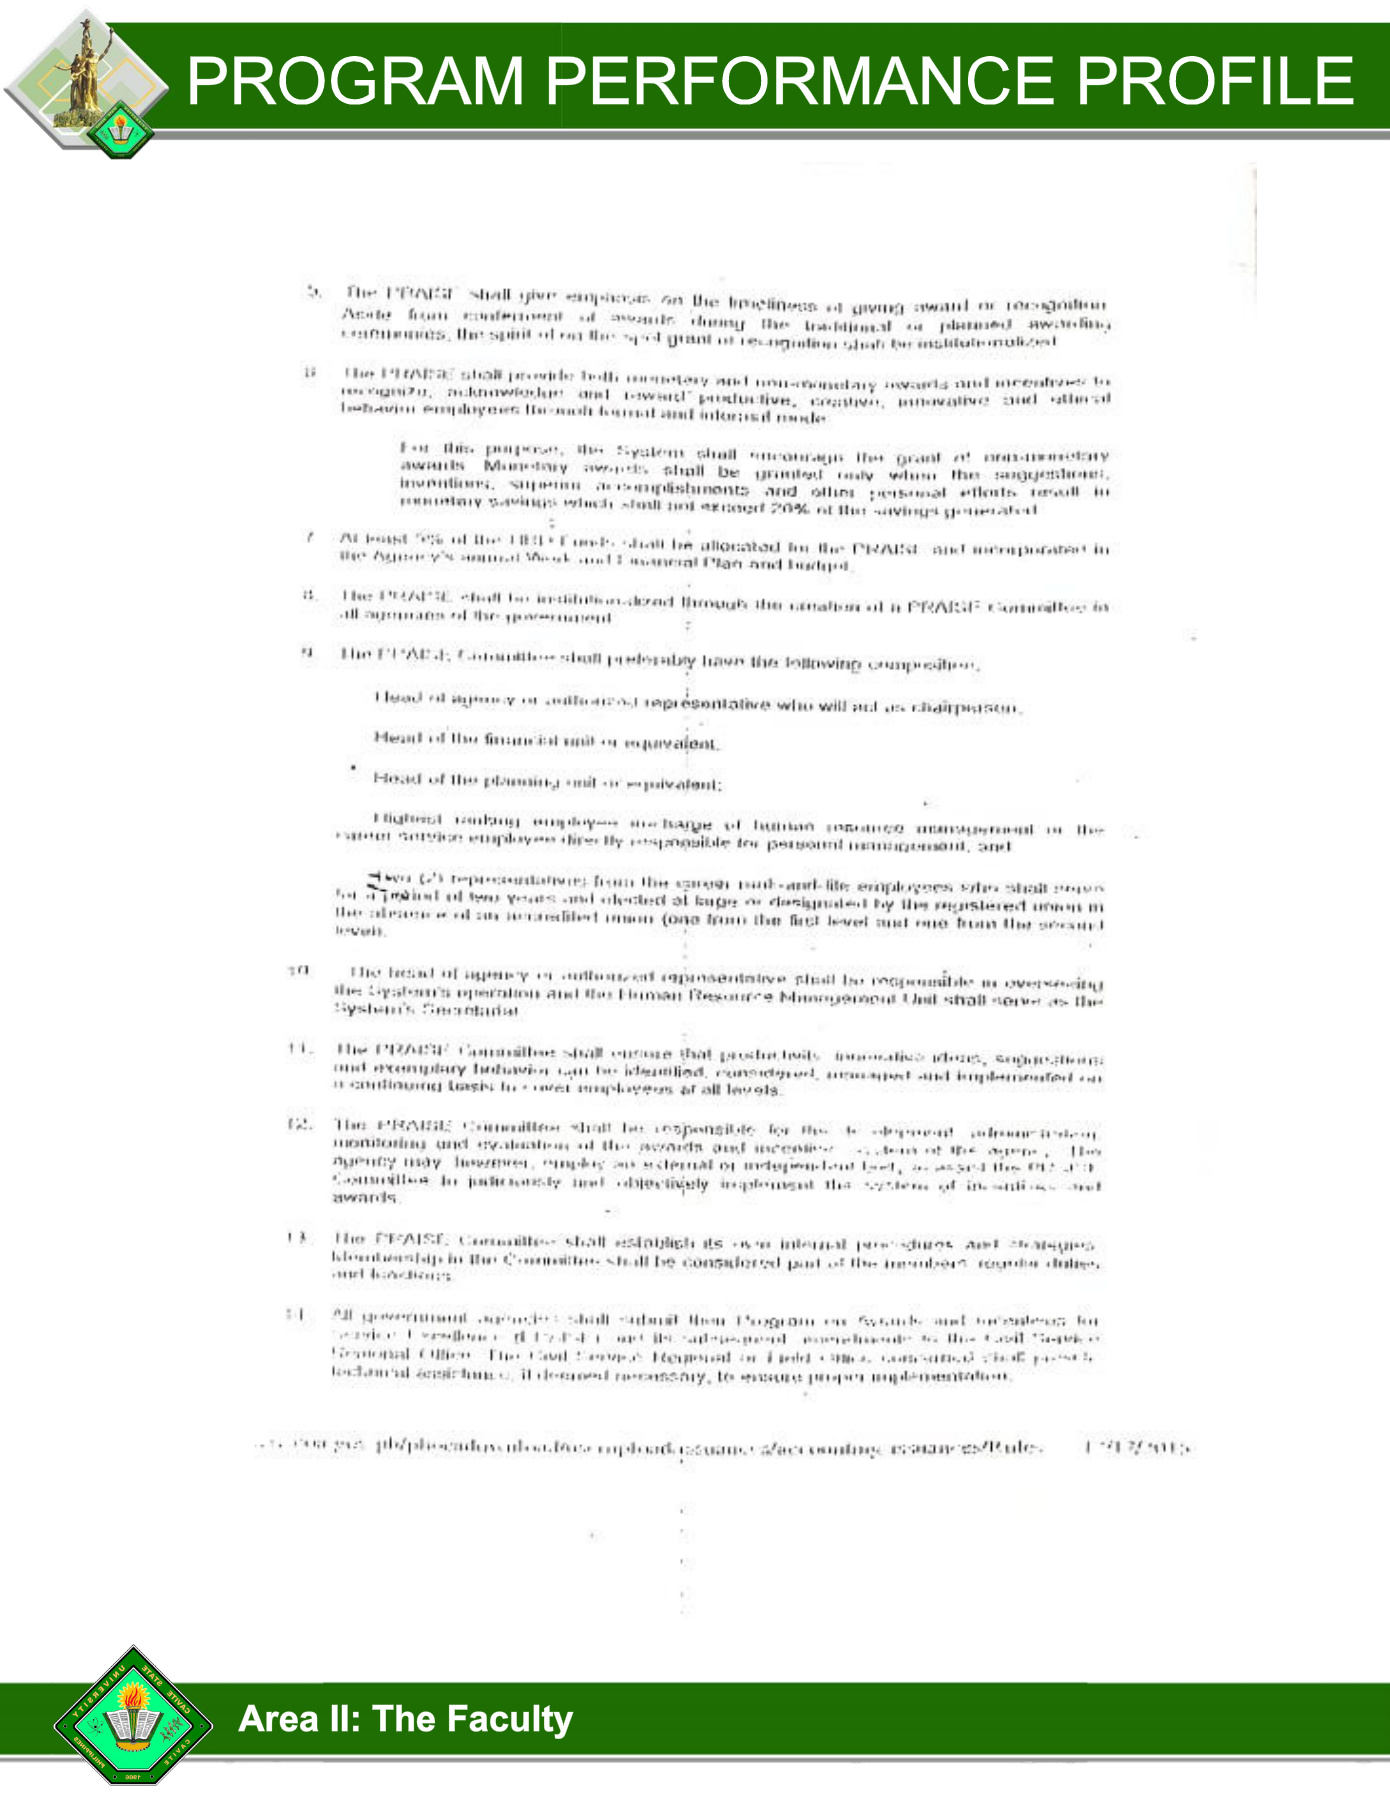 PROGRAM PERFORMANCE PROFILE
5. The PRAISE shall give emphasis on the timeliness of giving award or recognition
Aside from conferment of awards during the traditional or planned awarding
ceremonies, the spirit of on the spot grant of recognition shall be institutionalized
6 The PRAISE shall provide both monetary and non-monetary awards and incentives to
recognize, acknowledge and reward productive, creative, innovative and ethical
behavior employees through formal and informal mode
For this purpose, the System shall encourage the grant of non-monetary
awards Monetary awards shall be granted only when the suggestions,
inventions, superior accomplishments and other personal efforts result in
monetary savings which shall not exceed 20% of the savings generated
7 At least 5% of the Funds shall be allocated for the PRAISE and incorporated in
the Agency's annual Work and Financial Plan and budget.
8. The PRAISE shall be institutionalized through the creation of a PRAISE Committee in
all agencies of the government
9 The PRAISE Committee shall preferably have the following composition.
Head of agency or authorized representative who will act as chairperson,
Head of the financial unit or equivalent.
Head of the planning unit or equivalent;
Highest ranking employee incharge of human resource management or the
career service employee directly responsible for personnel management, and
Two (2) representatives from the career rank-and-file employees who shall serve
for a period of two years and elected at large or designated by the registered union in
the absence of an accredited union (one from the first level and one from the second
level).
10 The head of agency or authorized representative shall be responsible in overseeing
the System's operation and the Human Resource Management Unit shall serve as the
System's Secretariat
11. The PRAISE Committee shall ensure that productivity innovative ideas, suggestions
and exemplary behavior can be identified, considered, managed and implemented on
a continuing basis to cover employees at all levels.
12. The PRAISE Committee shall be responsible for the development administration,
monitoring and evaluation of the awards and incentives system of the agency. The
Agency may however, employ an external or independent the
Committee to judiciously and objectively implement the system of incentives and
awards.
13 The PRAISE Committee shall establish its own internal procedures and strategies
Membership in the Committee shall be considered part of the members' regular duties
and functions
14 All government agencies shall submit their Program on Awards and Incentives for
Service Excellence and its subsequent amendments to the Civil Service
Regional Office. The Civil Service Regional or Field Office concerned shall
technical assistance, if deemed necessary, to ensure proper implementation.
CAVITE STATE UNIVERSITY
CAVITE
PHILIPPINES
1906
Area II: The Faculty